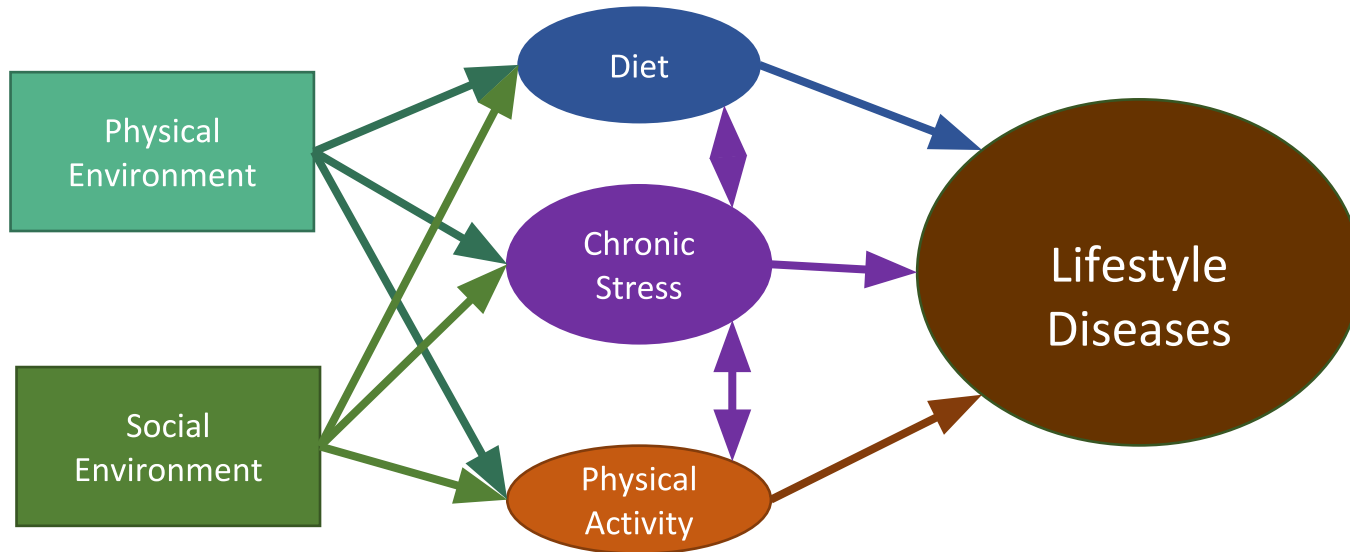 Physical
Environment
Social
Environment
Diet
Chronic
Stress
Physical
Activity
Lifestyle
Diseases